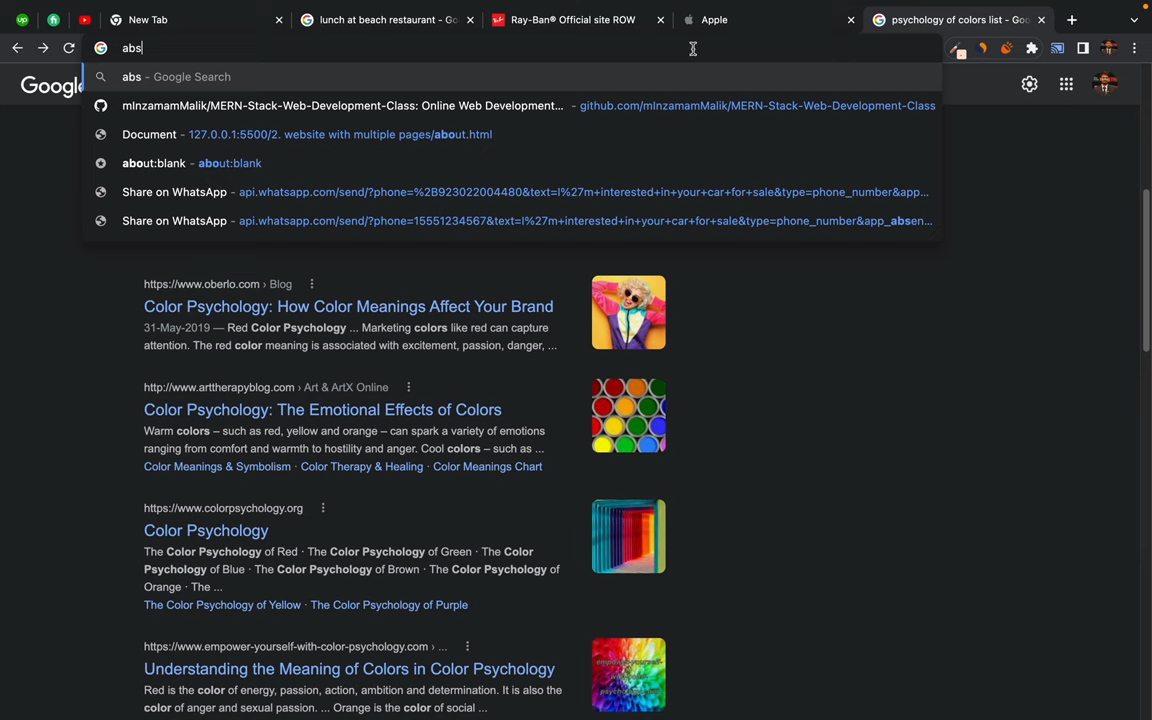 New Tab
lunch at beach restaurant - Go
Ray-Ban® Official site ROW
Apple
psychology of colors list - Goo
abs
abs - Google Search
mInzamamMalik/MERN-Stack-Web-Development-Class: Online Web Development... - github.com/mInzamamMalik/MERN-Stack-Web-Development-Class
Document - 127.0.0.1:5500/2. website with multiple pages/about.html
about:blank - about:blank
Share on WhatsApp - api.whatsapp.com/send/?phone=%2B923022004480&text=I%27m+interested+in+your+car+for+sale&type=phone_number&app...
Share on WhatsApp - api.whatsapp.com/send/?phone=15551234567&text=I%27m+interested+in+your+car+for+sale&type=phone_number&app_absen...
Google
https://www.oberlo.com › Blog
Color Psychology: How Color Meanings Affect Your Brand
31-May-2019 — Red Color Psychology ... Marketing colors like red can capture
attention. The red color meaning is associated with excitement, passion, danger, ...
http://www.arttherapyblog.com › Art & ArtX Online
Color Psychology: The Emotional Effects of Colors
Warm colors – such as red, yellow and orange – can spark a variety of emotions
ranging from comfort and warmth to hostility and anger. Cool colors – such as ...
Color Meanings & Symbolism · Color Therapy & Healing · Color Meanings Chart
https://www.colorpsychology.org
Color Psychology
The Color Psychology of Red · The Color Psychology of Green · The Color
Psychology of Blue · The Color Psychology of Brown · The Color Psychology of
Orange · The ...
The Color Psychology of Yellow · The Color Psychology of Purple
https://www.empower-yourself-with-color-psychology.com › ...
Understanding the Meaning of Colors in Color Psychology
Red is the color of energy, passion, action, ambition and determination. It is also the
color of anger and sexual passion. ... Orange is the color of social ...